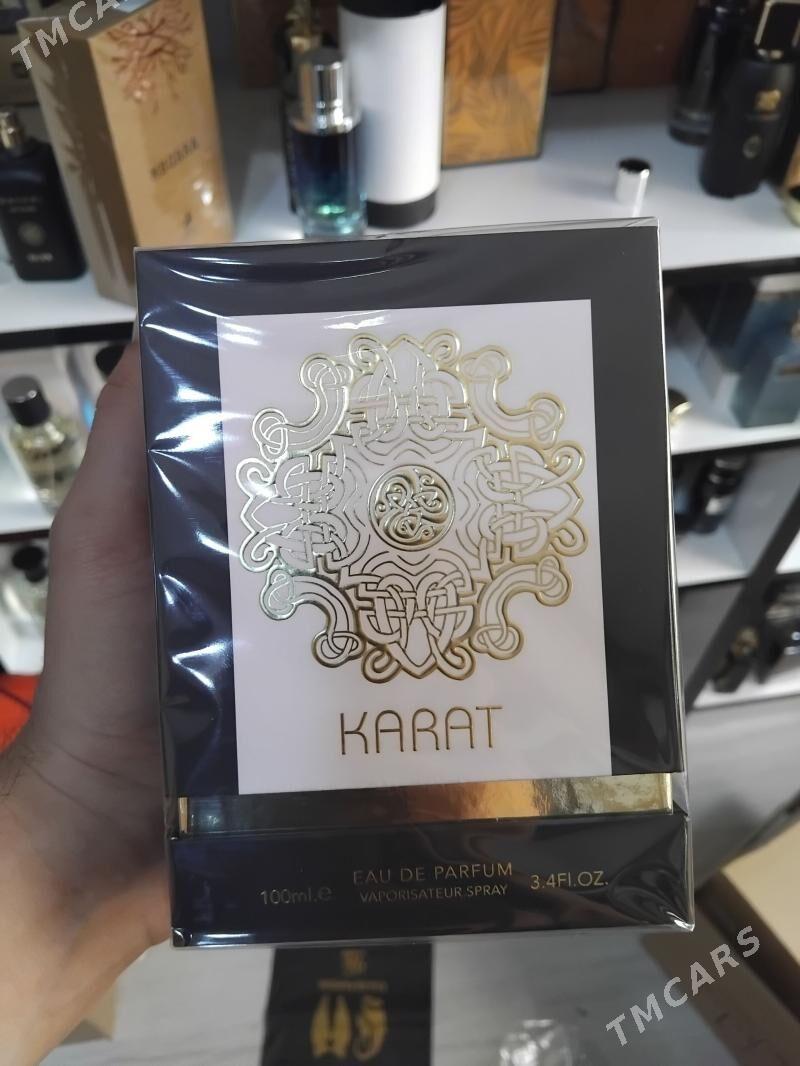 TMCARS
KARAT
EAU DE PARFUM
100ml.e VAPORISATEUR SPRAY 3.4Fl.OZ.
TMCARS